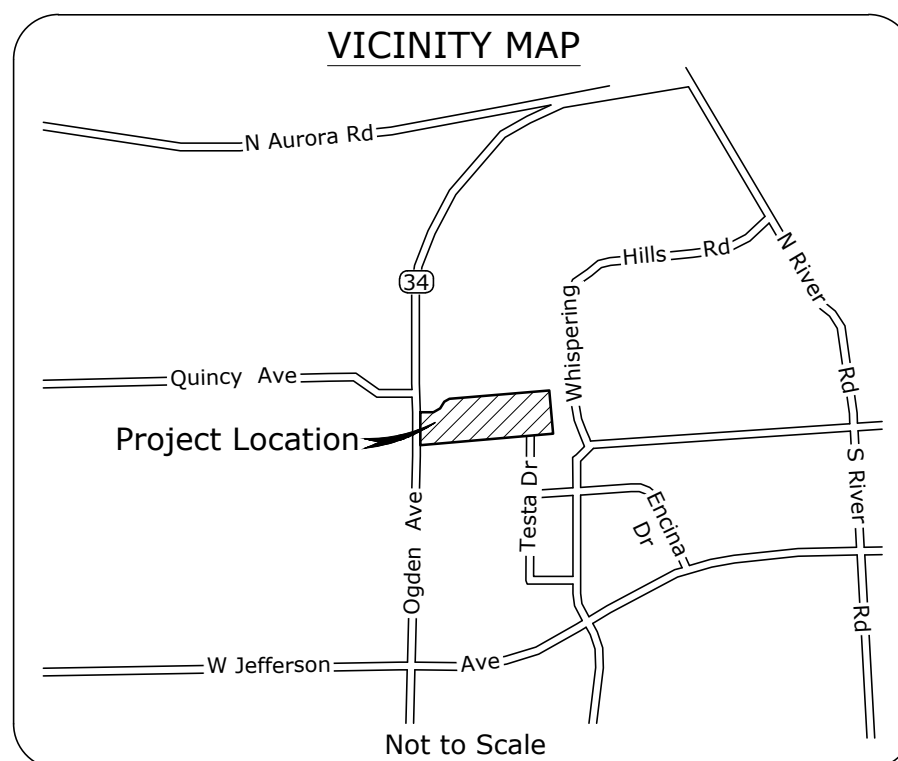 VICINITY MAP
N Aurora Rd
34
Hills Rd
N River Rd
Whispering
Quincy Ave
Project Location
Ogden Ave
Testa Dr
Encina Dr
S River Rd
W Jefferson Ave
Not to Scale